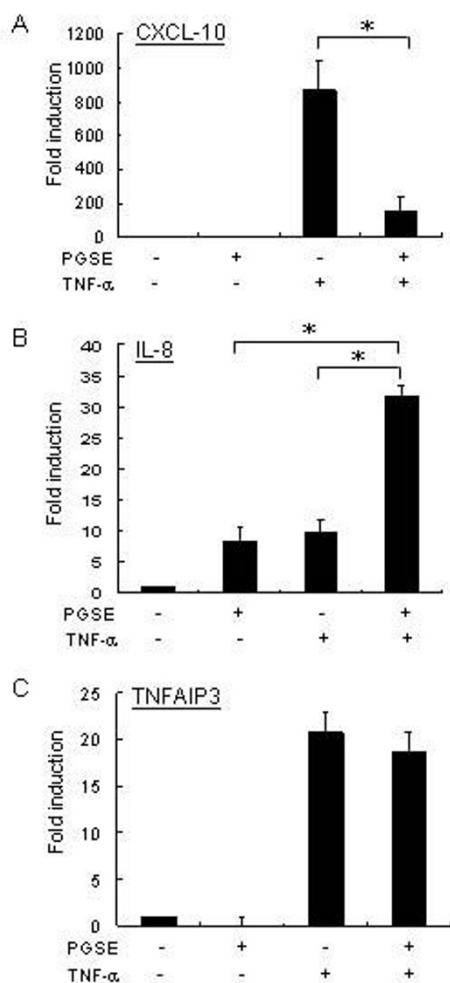 A
CXCL-10
*
Fold induction
1200
1000
800
600
400
200
0
PGSE - + - +
TNF-α - - + +
B
IL-8
*
*
Fold induction
40
35
30
25
20
15
10
5
0
PGSE - + - +
TNF-α - - + +
C
TNFAIP3
Fold induction
25
20
15
10
5
0
PGSE - + - +
TNF-α - - + +